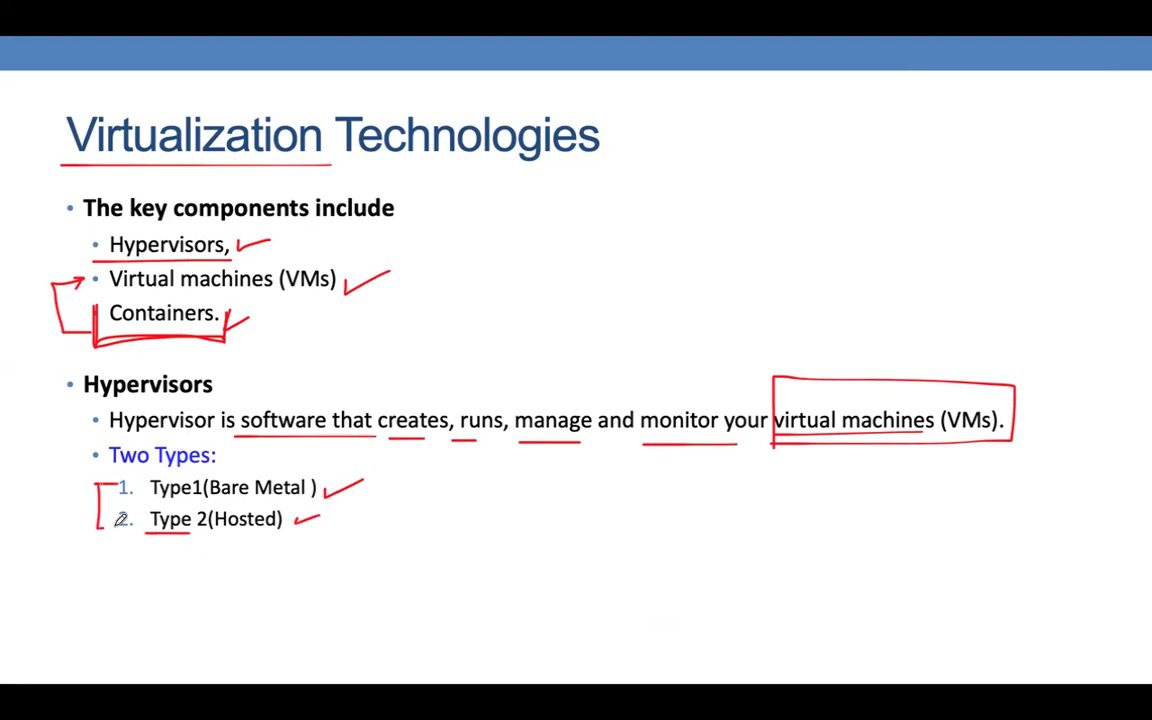 Virtualization Technologies
• The key components include
• Hypervisors,
• Virtual machines (VMs)
Containers.
• Hypervisors
• Hypervisor is software that creates, runs, manage and monitor your virtual machines (VMs).
• Two Types:
1. Type1(Bare Metal )
2. Type 2(Hosted)